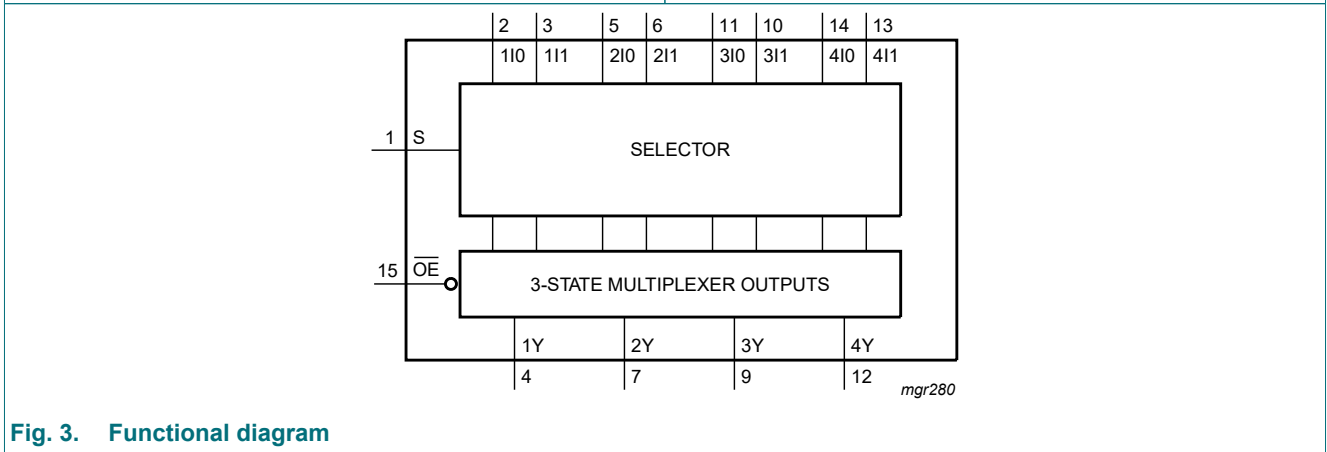 2 3 5 6 11 10 14 13
1I0 1I1 2I0 2I1 3I0 3I1 4I0 4I1
1 S
SELECTOR
15 OE
3-STATE MULTIPLEXER OUTPUTS
1Y 2Y 3Y 4Y
4 7 9 12
mgr280
Fig. 3. Functional diagram